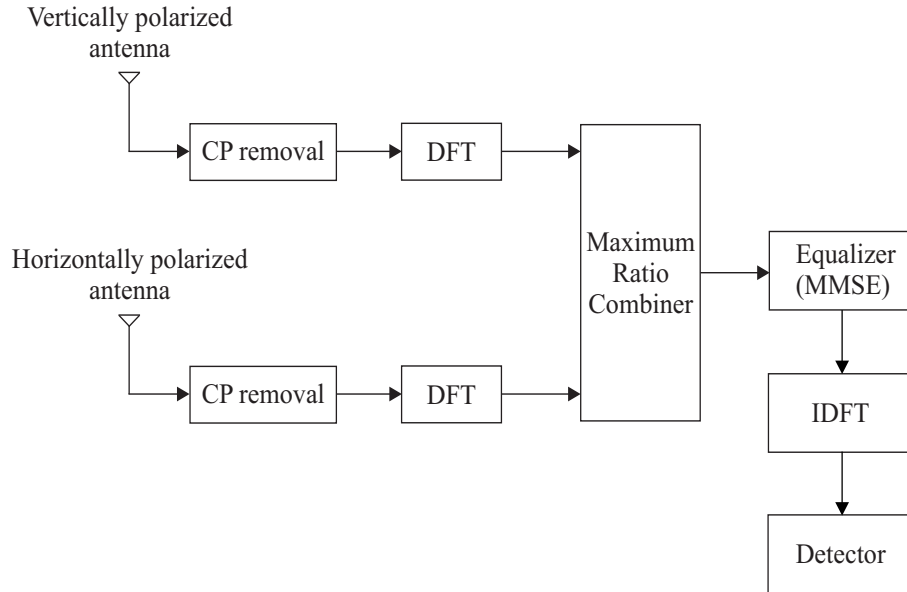 Vertically polarized
antenna
CP removal
DFT
Horizontally polarized
antenna
CP removal
DFT
Maximum
Ratio
Combiner
Equalizer
(MMSE)
IDFT
Detector